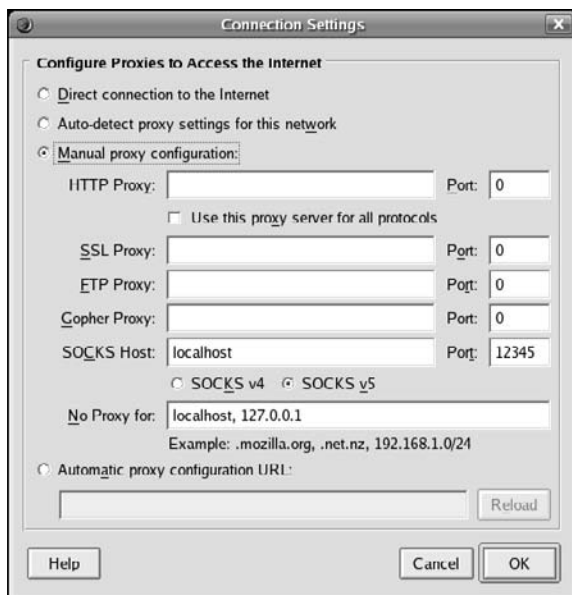 Connection Settings
Configure Proxies to Access the Internet
Direct connection to the Internet
Auto-detect proxy settings for this network
Manual proxy configuration:
HTTP Proxy: Port: 0
Use this proxy server for all protocols
SSL Proxy: Port: 0
FTP Proxy: Port: 0
Gopher Proxy: Port: 0
SOCKS Host: localhost Port: 12345
SOCKS v4 SOCKS v5
No Proxy for: localhost, 127.0.0.1
Example: .mozilla.org, .net.nz, 192.168.1.0/24
Automatic proxy configuration URL:
Reload
Help Cancel OK